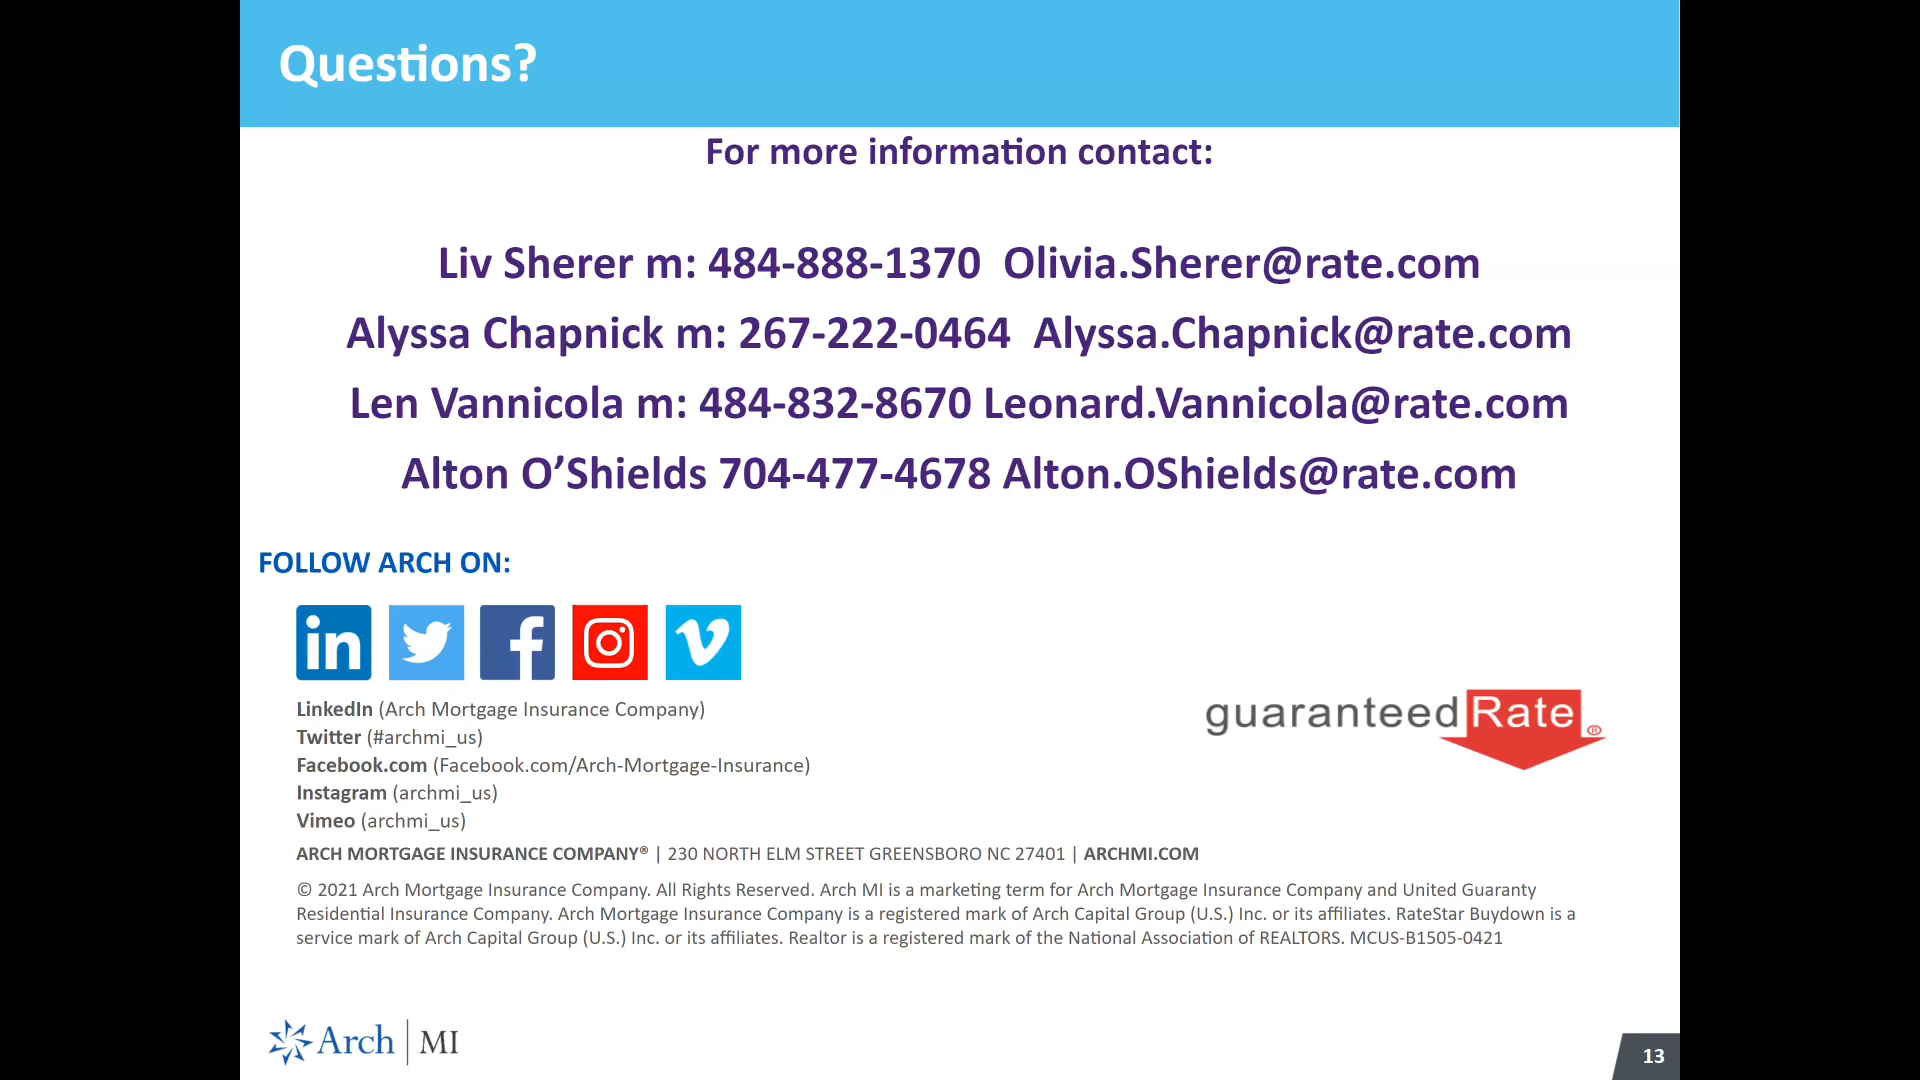 Questions?
For more information contact:
Liv Sherer m: 484-888-1370  Olivia.Sherer@rate.com
Alyssa Chapnick m: 267-222-0464  Alyssa.Chapnick@rate.com
Len Vannicola m: 484-832-8670 Leonard.Vannicola@rate.com
Alton O’Shields 704-477-4678 Alton.OShields@rate.com
FOLLOW ARCH ON:
in
LinkedIn (Arch Mortgage Insurance Company)
Twitter (#archmi_us)
Facebook.com (Facebook.com/Arch-Mortgage-Insurance)
Instagram (archmi_us)
Vimeo (archmi_us)
guaranteed Rate ®
ARCH MORTGAGE INSURANCE COMPANY® | 230 NORTH ELM STREET GREENSBORO NC 27401 | ARCHMI.COM
© 2021 Arch Mortgage Insurance Company. All Rights Reserved. Arch MI is a marketing term for Arch Mortgage Insurance Company and United Guaranty
Residential Insurance Company. Arch Mortgage Insurance Company is a registered mark of Arch Capital Group (U.S.) Inc. or its affiliates. RateStar Buydown is a
service mark of Arch Capital Group (U.S.) Inc. or its affiliates. Realtor is a registered mark of the National Association of REALTORS. MCUS-B1505-0421
Arch | MI
13